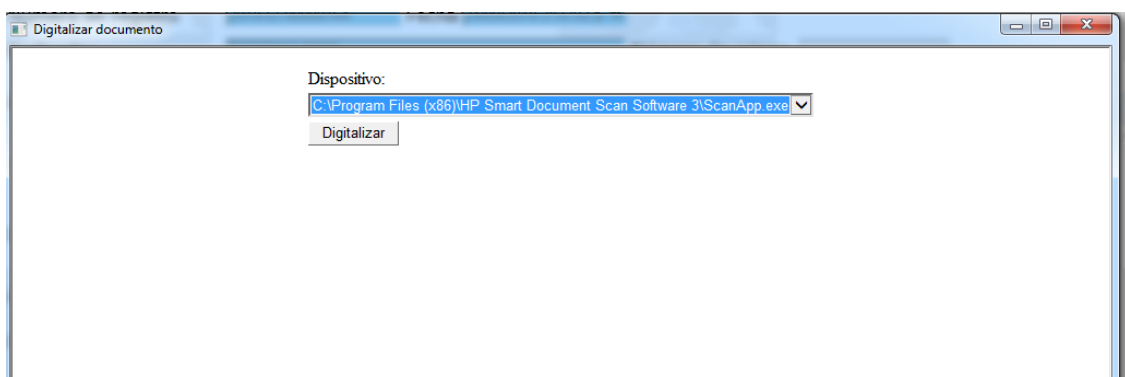 Digitalizar documento
Dispositivo:
C:\Program Files (x86)\HP Smart Document Scan Software 3\ScanApp.exe
Digitalizar